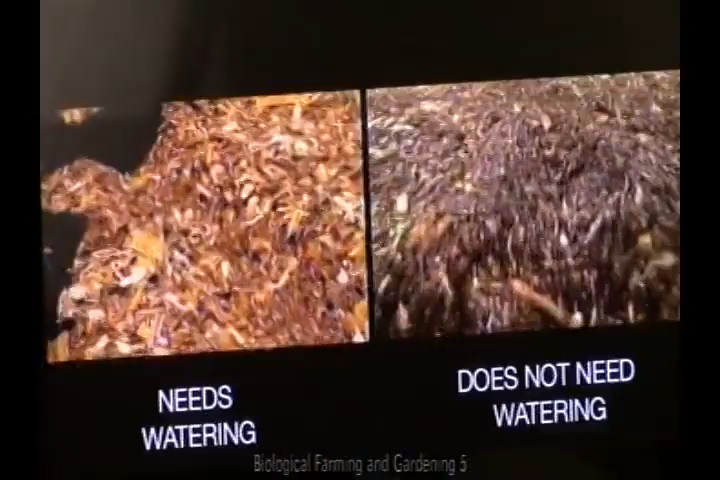 NEEDS
WATERING
DOES NOT NEED
WATERING
Biological Farming and Gardening 5